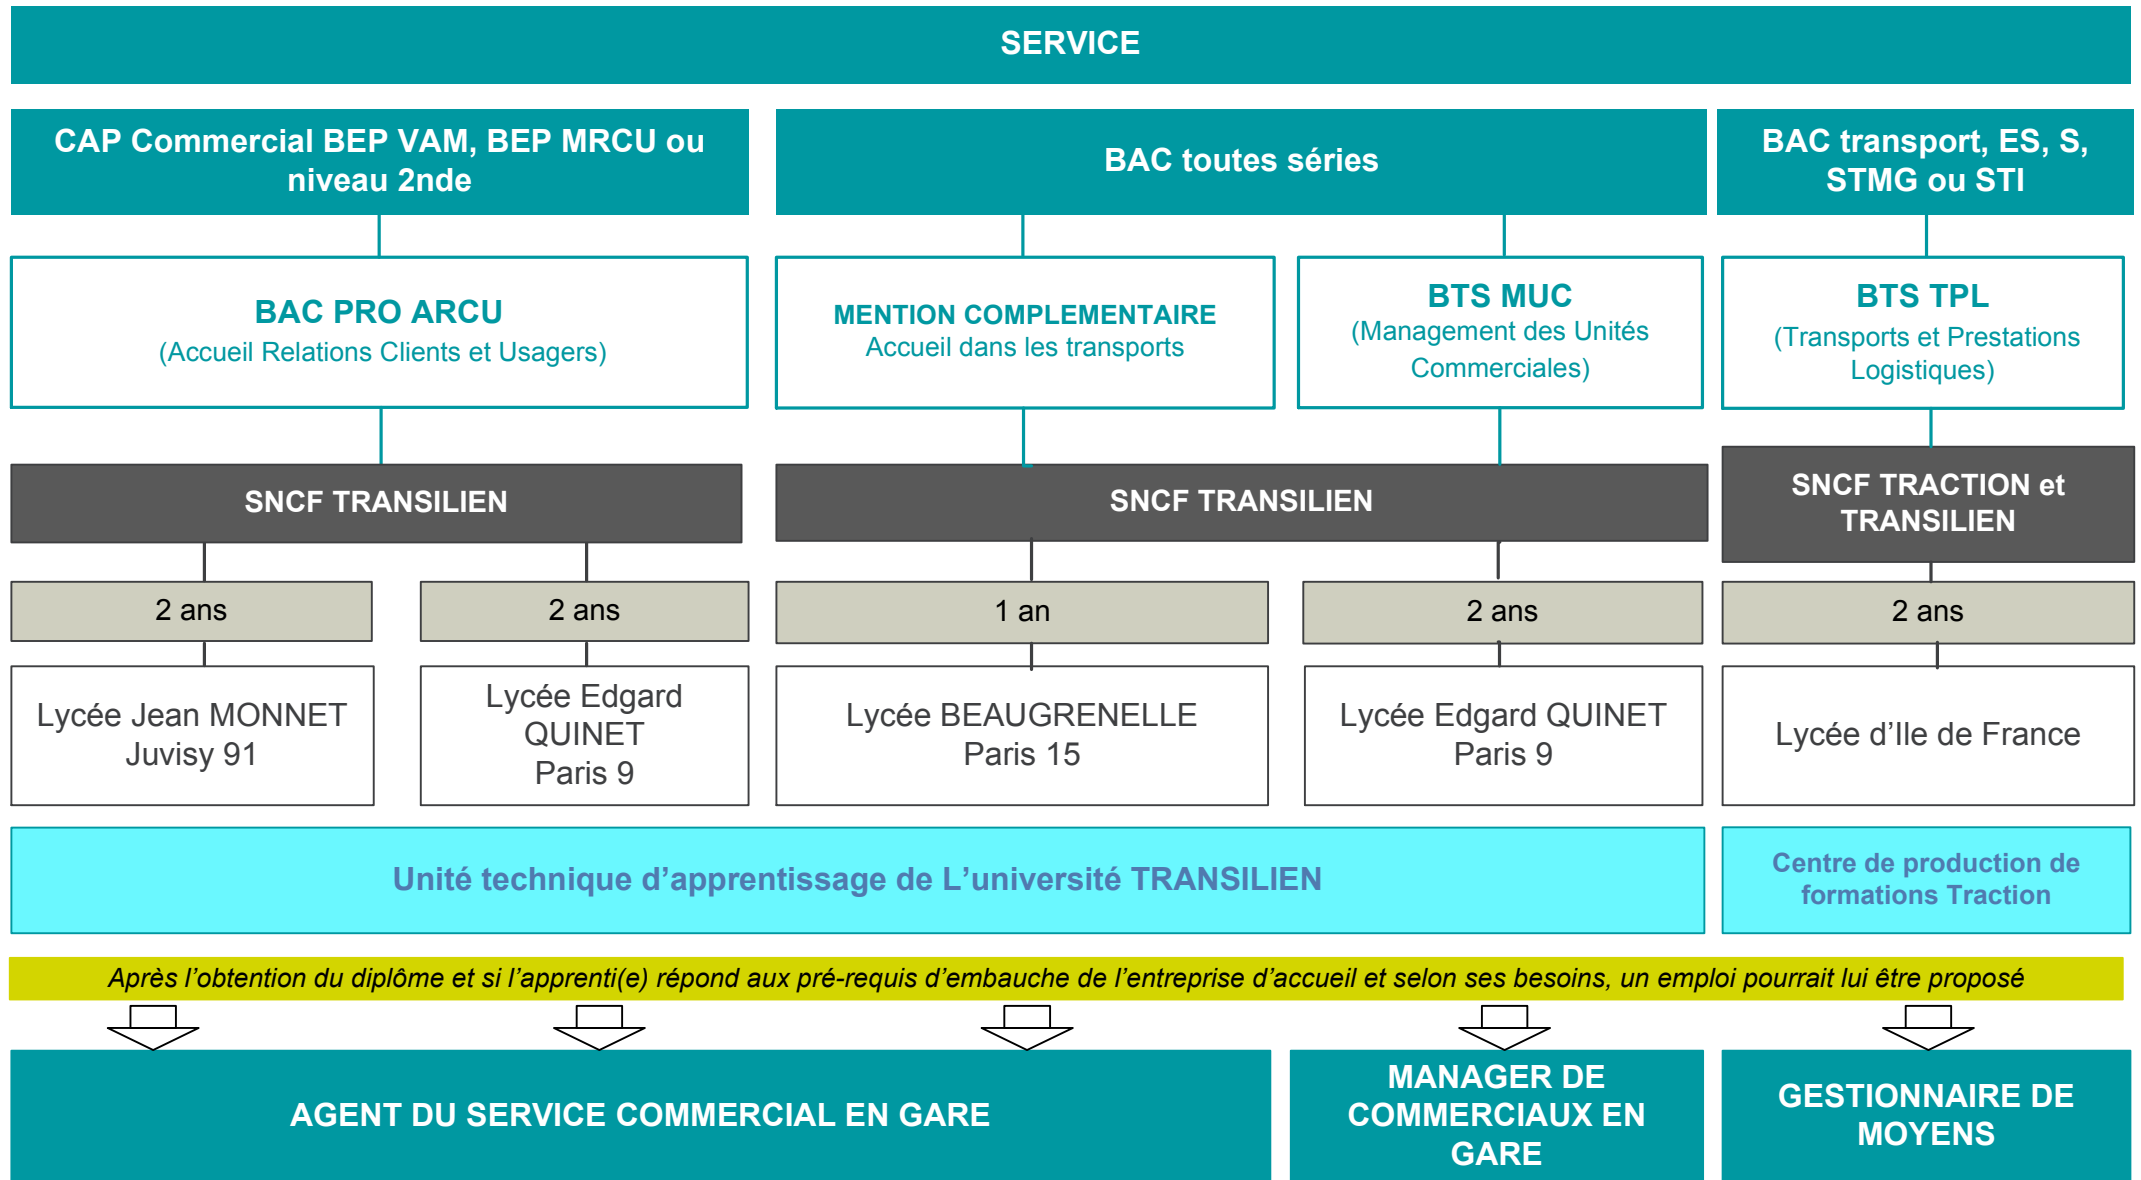 SERVICE
CAP Commercial BEP VAM, BEP MRCU ou
niveau 2nde
BAC toutes séries
BAC transport, ES, S,
STMG ou STI
BAC PRO ARCU
(Accueil Relations Clients et Usagers)
MENTION COMPLEMENTAIRE
Accueil dans les transports
BTS MUC
(Management des Unités
Commerciales)
BTS TPL
(Transports et Prestations
Logistiques)
SNCF TRANSILIEN
SNCF TRANSILIEN
SNCF TRACTION et
TRANSILIEN
2 ans
2 ans
1 an
2 ans
2 ans
Lycée Jean MONNET
Juvisy 91
Lycée Edgard
QUINET
Paris 9
Lycée BEAUGRENELLE
Paris 15
Lycée Edgard QUINET
Paris 9
Lycée d’Ile de France
Unité technique d’apprentissage de L’université TRANSILIEN
Centre de production de
formations Traction
Après l’obtention du diplôme et si l’apprenti(e) répond aux pré-requis d’embauche de l’entreprise d’accueil et selon ses besoins, un emploi pourrait lui être proposé
AGENT DU SERVICE COMMERCIAL EN GARE
MANAGER DE
COMMERCIAUX EN
GARE
GESTIONNAIRE DE
MOYENS